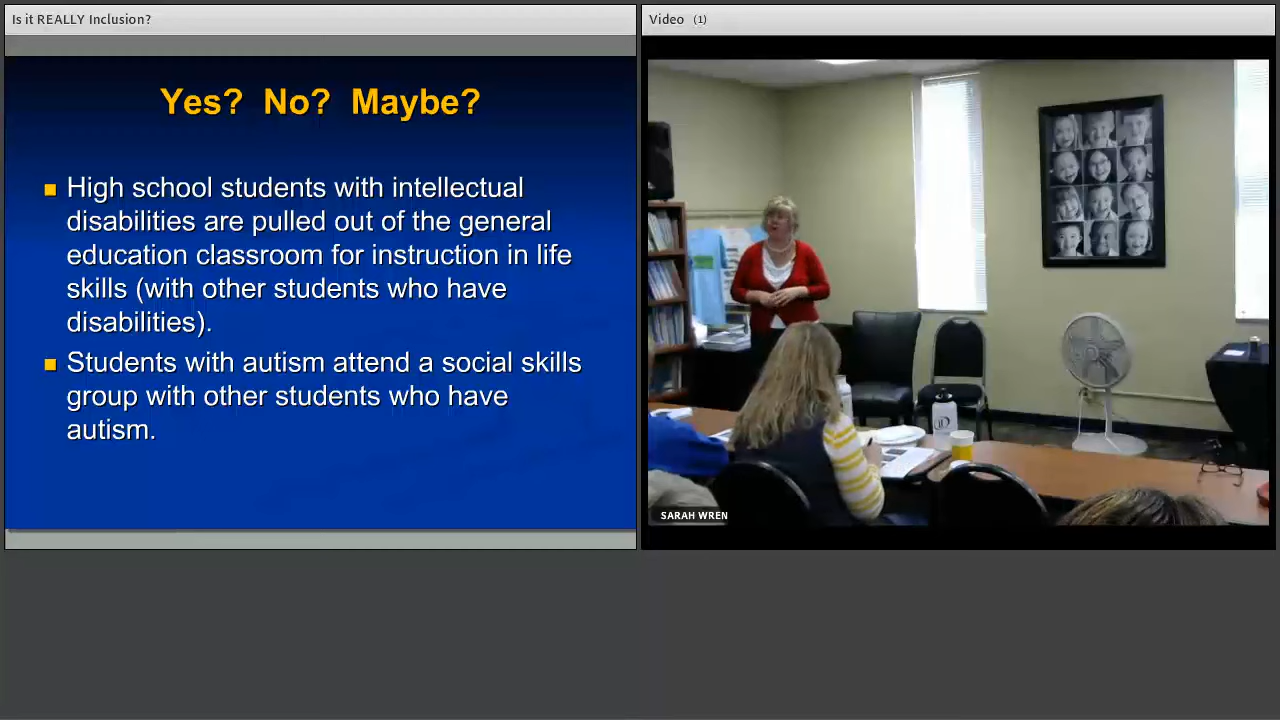 Is it REALLY Inclusion?
Yes? No? Maybe?
High school students with intellectual
disabilities are pulled out of the general
education classroom for instruction in life
skills (with other students who have
disabilities).
Students with autism attend a social skills
group with other students who have
autism.
Video (1)
SARAH WREN